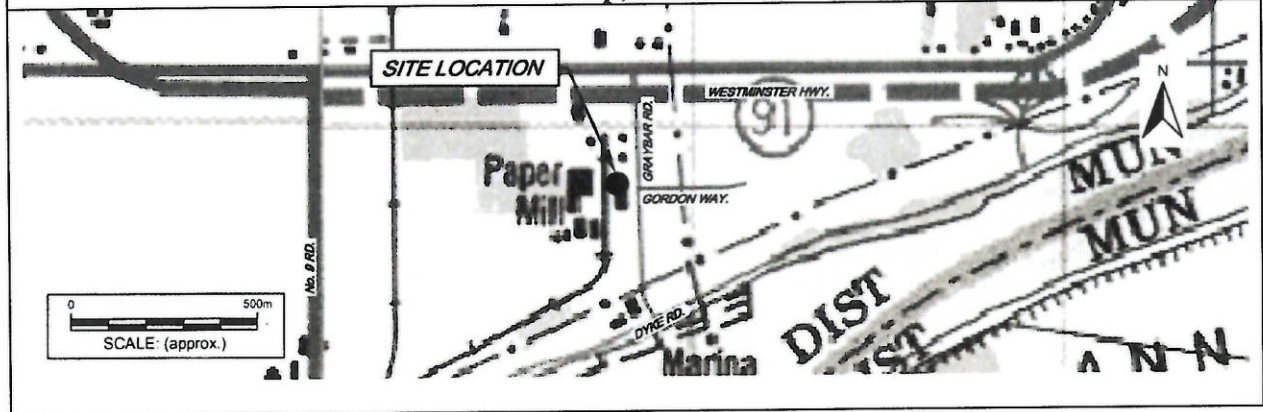 SITE LOCATION
N
WESTMINSTER HWY.
91
GRAYBAR RD.
Paper
Mill
GORDON WAY.
MUN
MUN
No. 9 RD.
DIST
0 500m
SCALE: (approx.)
DYKE RD.
Marina